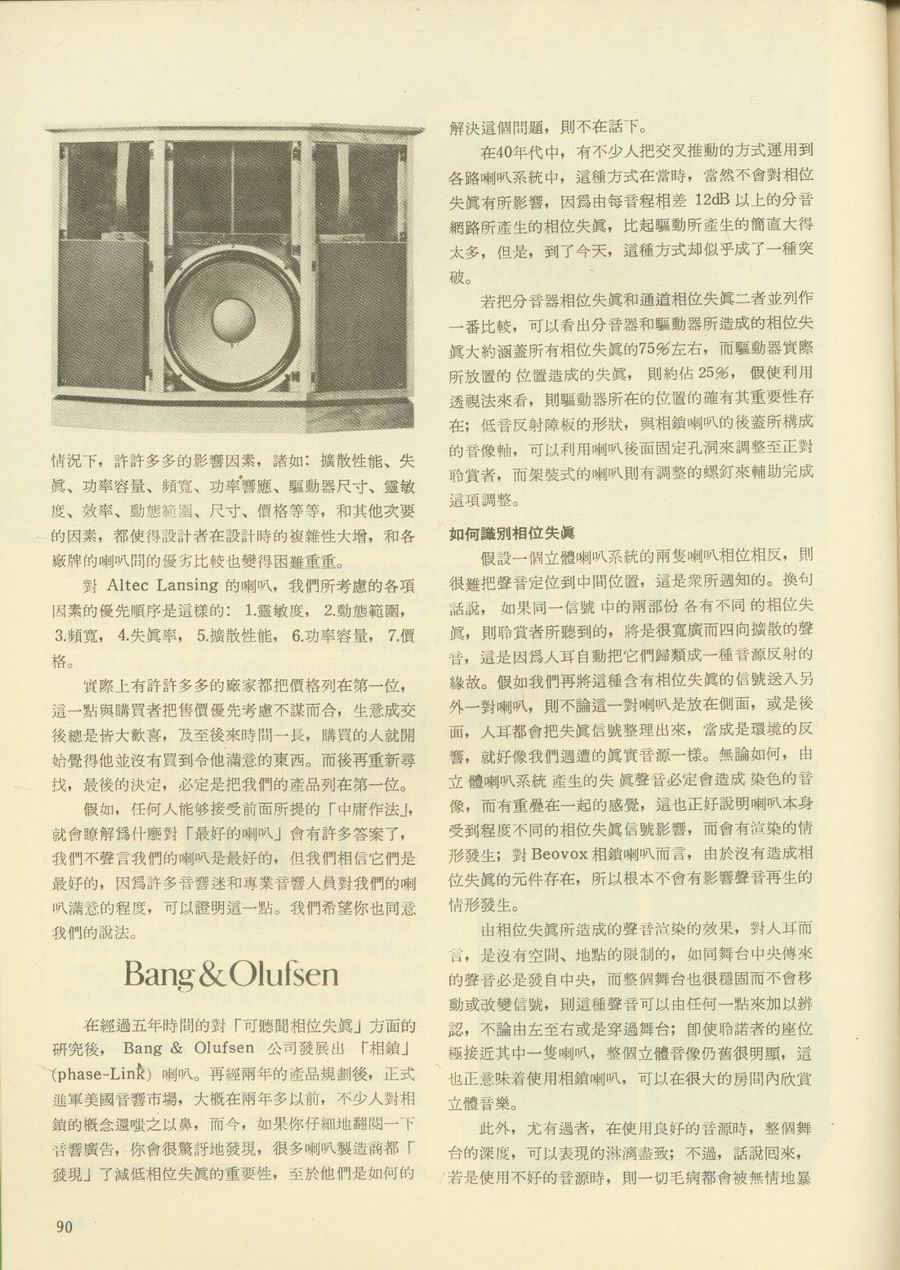 情況下，許許多多的影響因素，諸如：擴散性能、失
眞、功率容量、頻寬、功率響應、驅動器尺寸、靈敏
度、效率、動態範圍、尺寸、價格等等，和其他次要
的因素，都使得設計者在設計時的複雜性大增，和各
廠牌的喇叭間的優劣比較也變得困難重重。
對 Altec Lansing 的喇叭，我們所考慮的各項
因素的優先順序是這樣的： 1.靈敏度， 2.動態範圍，
3.頻寬， 4.失眞率， 5.擴散性能， 6.功率容量， 7.價
格。
實際上有許許多多的廠家都把價格列在第一位，
這一點與購買者把售價優先考慮不謀而合，生意成交
後總是皆大歡喜，及至後來時間一長，購買的人就開
始覺得他並沒有買到令他滿意的東西。而後再重新尋
找，最後的決定，必定是把我們的產品列在第一位。
假如，任何人能够接受前面所提的「中庸作法」，
就會瞭解爲什麽對「最好的喇叭」會有許多答案了，
我們不聲言我們的喇叭是最好的，但我們相信它們是
最好的，因爲許多音響迷和專業音響人員對我們的喇
叭滿意的程度，可以證明這一點。我們希望你也同意
我們的說法。
Bang & Olufsen
在經過五年時間的對「可聽聞相位失眞」方面的
研究後， Bang & Olufsen 公司發展出 「相鎖」
(phase-Link) 喇叭。再經兩年的產品規劃後，正式
進軍美國音響市場，大概在兩年多以前，不少人對相
鎖的概念還嗤之以鼻，而今，如果你仔細地翻閱一下
音響廣告，你會很驚訝地發現，很多喇叭製造商都「
發現」了減低相位失眞的重要性，至於他們是如何的
90
解決這個問題，則不在話下。
在40年代中，有不少人把交叉推動的方式運用到
各路喇叭系統中，這種方式在當時，當然不會對相位
失眞有所影響，因爲由每音程相差 12dB 以上的分音
網路所產生的相位失眞，比起驅動所產生的簡直大得
太多，但是，到了今天，這種方式却似乎成了一種突
破。
若把分音器相位失眞和通道相位失眞二者並列作
一番比較，可以看出分音器和驅動器所造成的相位失
眞大約涵蓋所有相位失眞的75%左右，而驅動器實際
所放置的 位置造成的失眞， 則約佔 25%， 假使利用
透視法來看，則驅動器所在的位置的確有其重要性存
在；低音反射障板的形狀，與相鎖喇叭的後蓋所構成
的音像軸，可以利用喇叭後面固定孔洞來調整至正對
聆賞者，而架裝式的喇叭則有調整的螺釘來輔助完成
這項調整。
如何識別相位失眞
假設一個立體喇叭系統的兩隻喇叭相位相反，則
很難把聲音定位到中間位置，這是衆所週知的。換句
話說， 如果同一信號 中的兩部份 各有不同 的相位失
眞，則聆賞者所聽到的，將是很寬廣而四向擴散的聲
音，這是因爲人耳自動把它們歸類成一種音源反射的
緣故。假如我們再將這種含有相位失眞的信號送入另
外一對喇叭，則不論這一對喇叭是放在側面，或是後
面，人耳都會把失眞信號整理出來，當成是環境的反
響，就好像我們週遭的眞實音源一樣。無論如何，由
立 體喇叭系統 產生的失 眞聲音必定會造成 染色的音
像，而有重疊在一起的感覺，這也正好說明喇叭本身
受到程度不同的相位失眞信號影響，而會有渲染的情
形發生；對 Beovox 相鎖喇叭而言，由於沒有造成相
位失眞的元件存在，所以根本不會有影響聲音再生的
情形發生。
由相位失眞所造成的聲音渲染的效果，對人耳而
言，是沒有空間、地點的限制的，如同舞台中央傳來
的聲音必是發自中央，而整個舞台也很穩固而不會移
動或改變信號，則這種聲音可以由任何一點來加以辨
認，不論由左至右或是穿過舞台；卽使聆諾者的座位
極接近其中一隻喇叭，整個立體音像仍舊很明顯，這
也正意味着使用相鎖喇叭，可以在很大的房間內欣賞
立體音樂。
此外，尤有過者，在使用良好的音源時，整個舞
台的深度，可以表現的淋漓盡致；不過，話說回來，
若是使用不好的音源時，則一切毛病都會被無情地暴